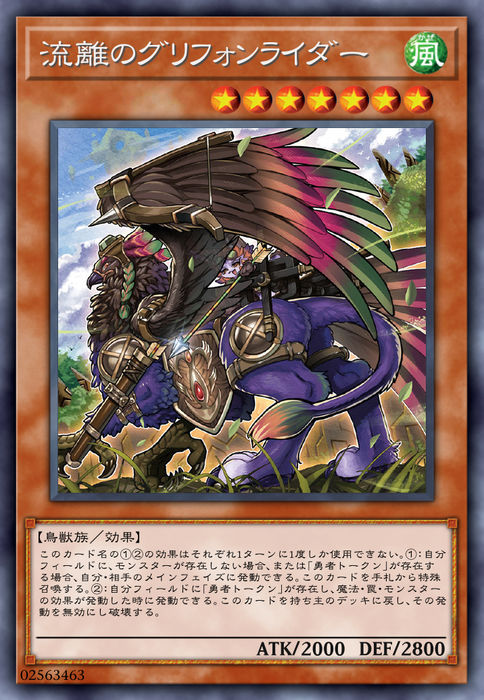 流離のグリフォンライダー
かぜ
風
【鳥獣族／効果】
このカード名の①②の効果はそれぞれ1ターンに1度しか使用できない。①：自分
フィールドに、モンスターが存在しない場合、または「勇者トークン」が存在す
る場合、自分・相手のメインフェイズに発動できる。このカードを手札から特殊
召喚する。②：自分フィールドに「勇者トークン」が存在し、魔法・罠・モンスター
の効果が発動した時に発動できる。このカードを持ち主のデッキに戻し、その発
動を無効にし破壊する。
ATK/2000 DEF/2800
02563463